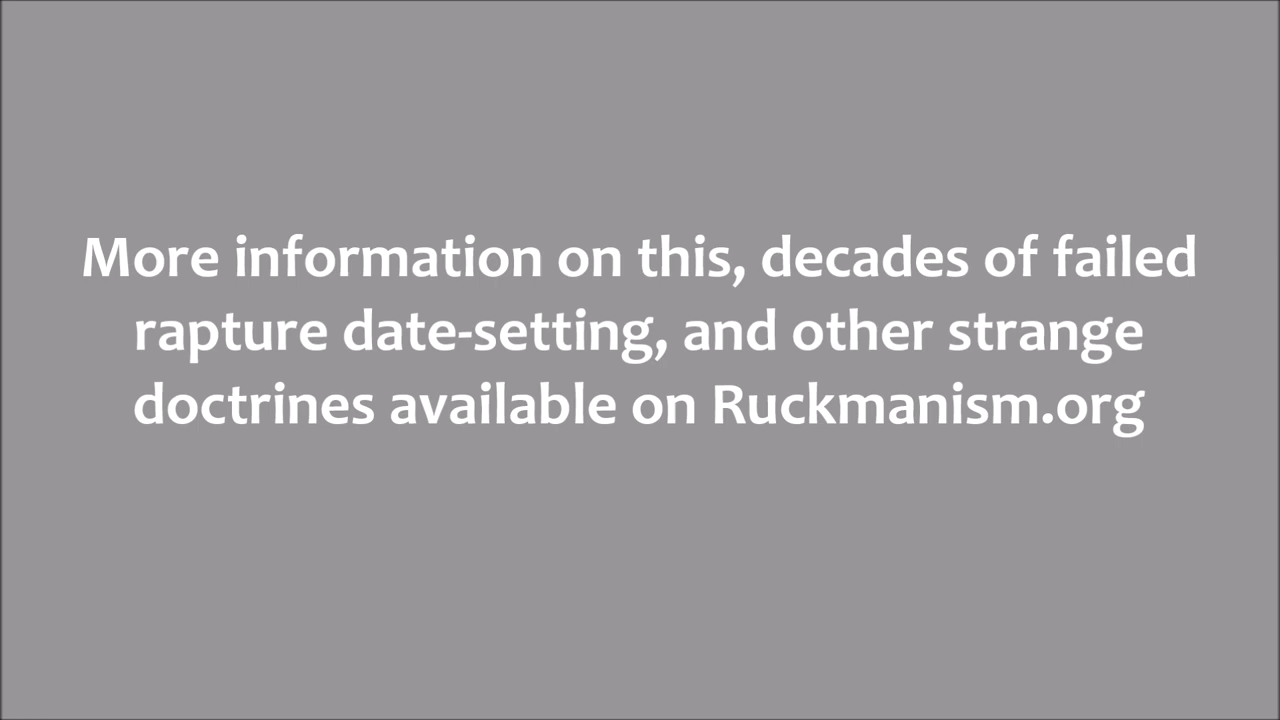 More information on this, decades of failed
rapture date-setting, and other strange
doctrines available on Ruckmanism.org